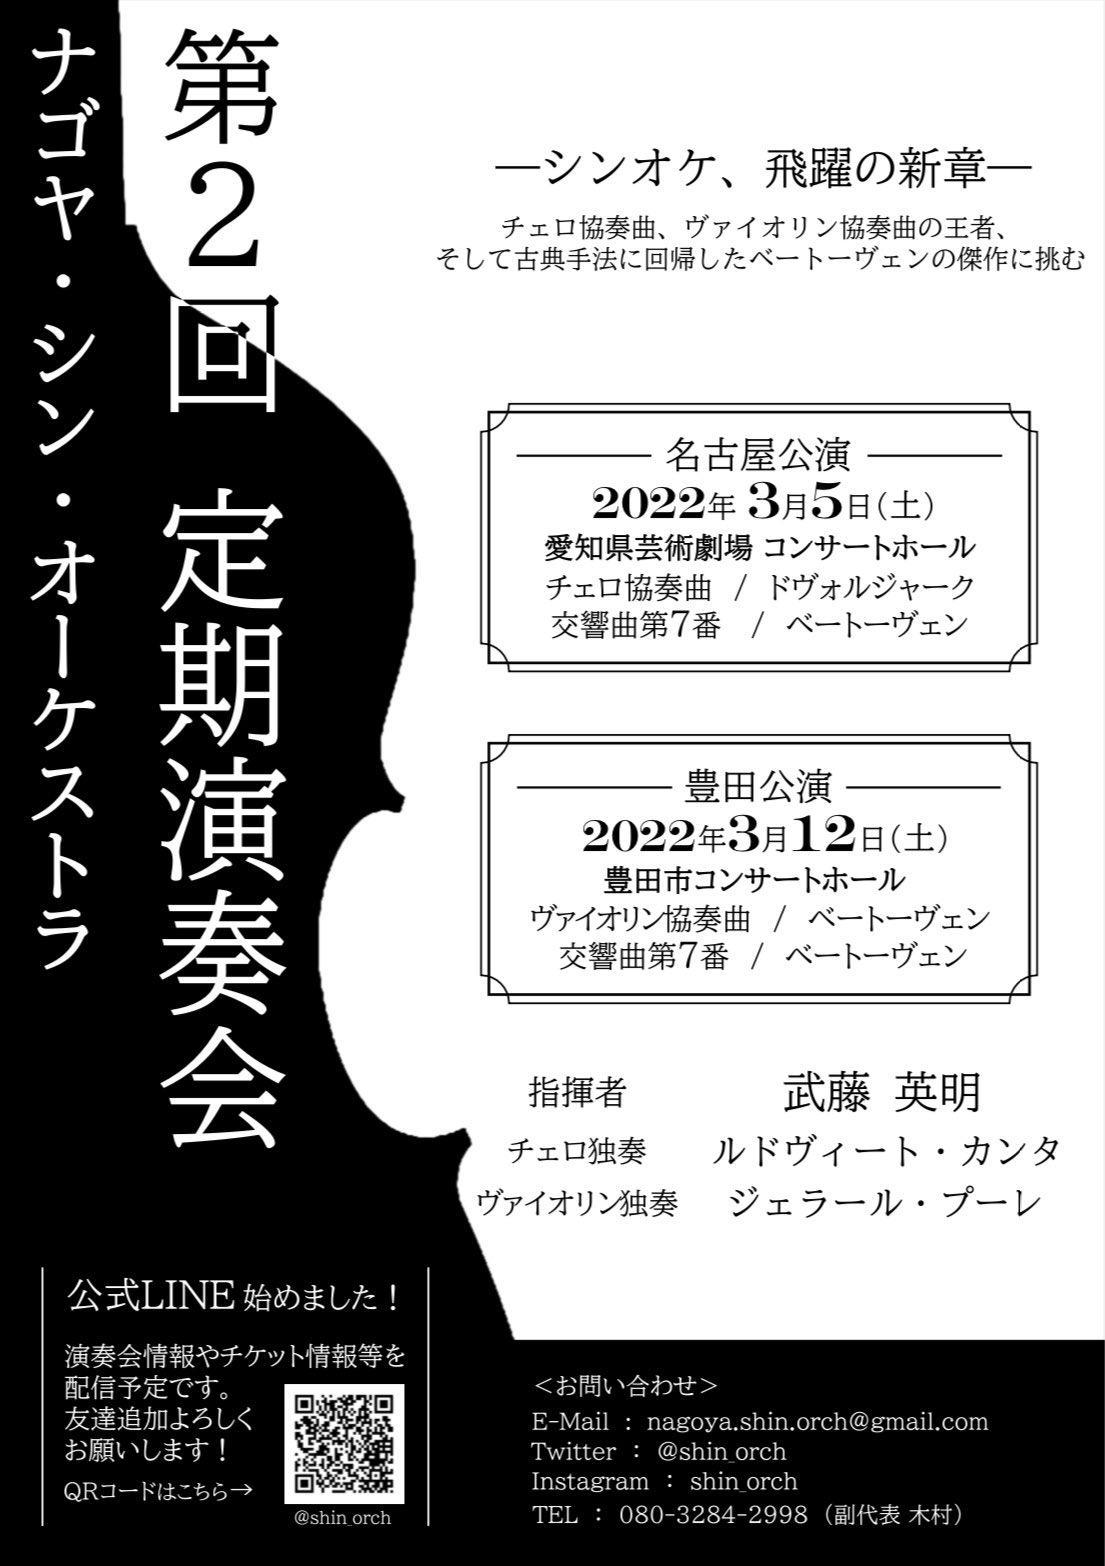 ナゴヤ・シン・オーケストラ
第2回 定期演奏会
―シンオケ、飛躍の新章―
チェロ協奏曲、ヴァイオリン協奏曲の王者、
そして古典手法に回帰したベートーヴェンの傑作に挑む
名古屋公演
2022年 3月5日(土)
愛知県芸術劇場 コンサートホール
チェロ協奏曲 / ドヴォルジャーク
交響曲第7番 / ベートーヴェン
豊田公演
2022年3月12日(土)
豊田市コンサートホール
ヴァイオリン協奏曲 / ベートーヴェン
交響曲第7番 / ベートーヴェン
指揮者 武藤 英明
チェロ独奏 ルドヴィート・カンタ
ヴァイオリン独奏 ジェラール・プーレ
公式LINE 始めました！
演奏会情報やチケット情報等を
配信予定です。
友達追加よろしく
お願いします！
QRコードはこちら→
@shin_orch
＜お問い合わせ＞
E-Mail : nagoya.shin.orch@gmail.com
Twitter : @shin_orch
Instagram : shin_orch
TEL : 080-3284-2998（副代表 木村）